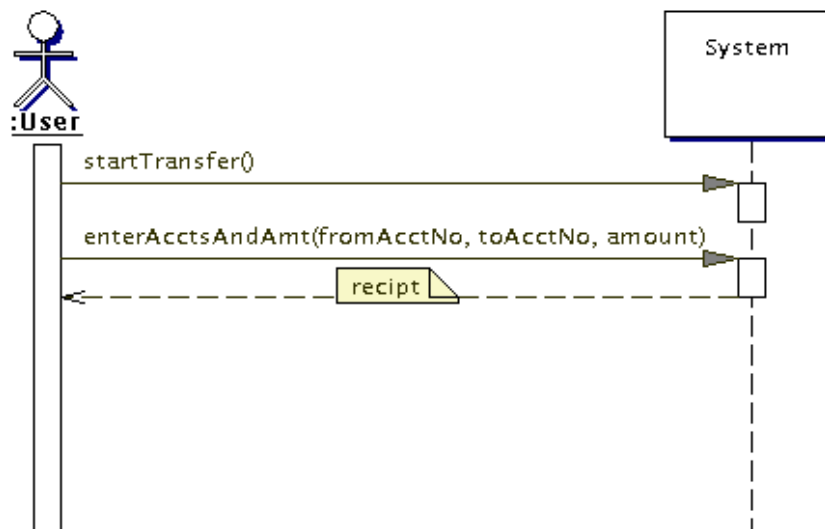 :User
System
startTransfer()
enterAcctsAndAmt(fromAcctNo, toAcctNo, amount)
recipt